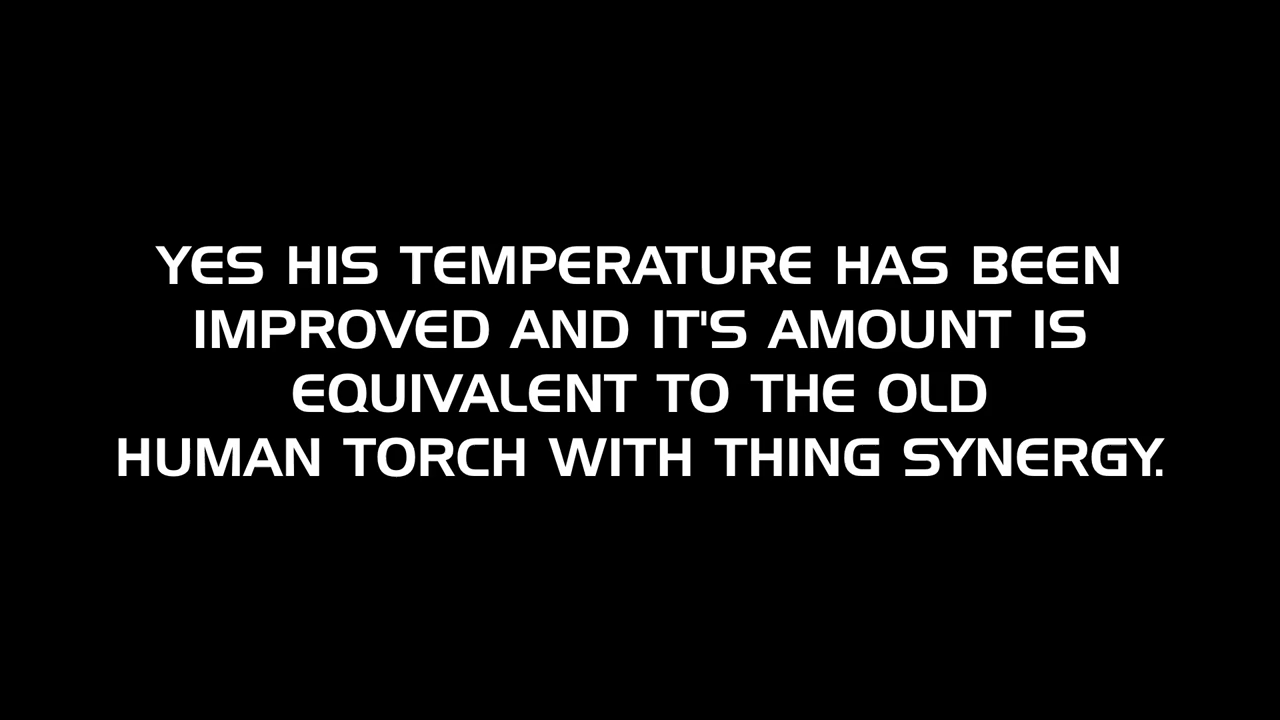 YES HIS TEMPERATURE HAS BEEN
IMPROVED AND IT'S AMOUNT IS
EQUIVALENT TO THE OLD
HUMAN TORCH WITH THING SYNERGY.